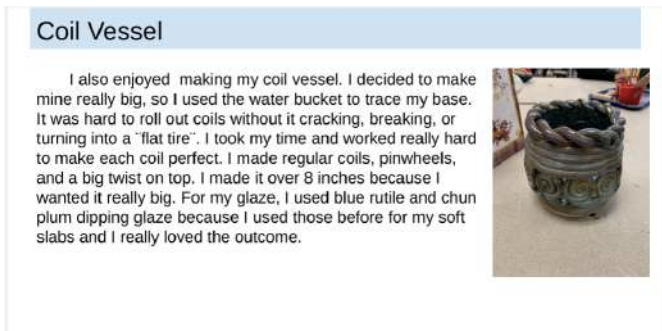 Coil Vessel
I also enjoyed making my coil vessel. I decided to make
mine really big, so I used the water bucket to trace my base.
It was hard to roll out coils without it cracking, breaking, or
turning into a ¨flat tire¨. I took my time and worked really hard
to make each coil perfect. I made regular coils, pinwheels,
and a big twist on top. I made it over 8 inches because I
wanted it really big. For my glaze, I used blue rutile and chun
plum dipping glaze because I used those before for my soft
slabs and I really loved the outcome.